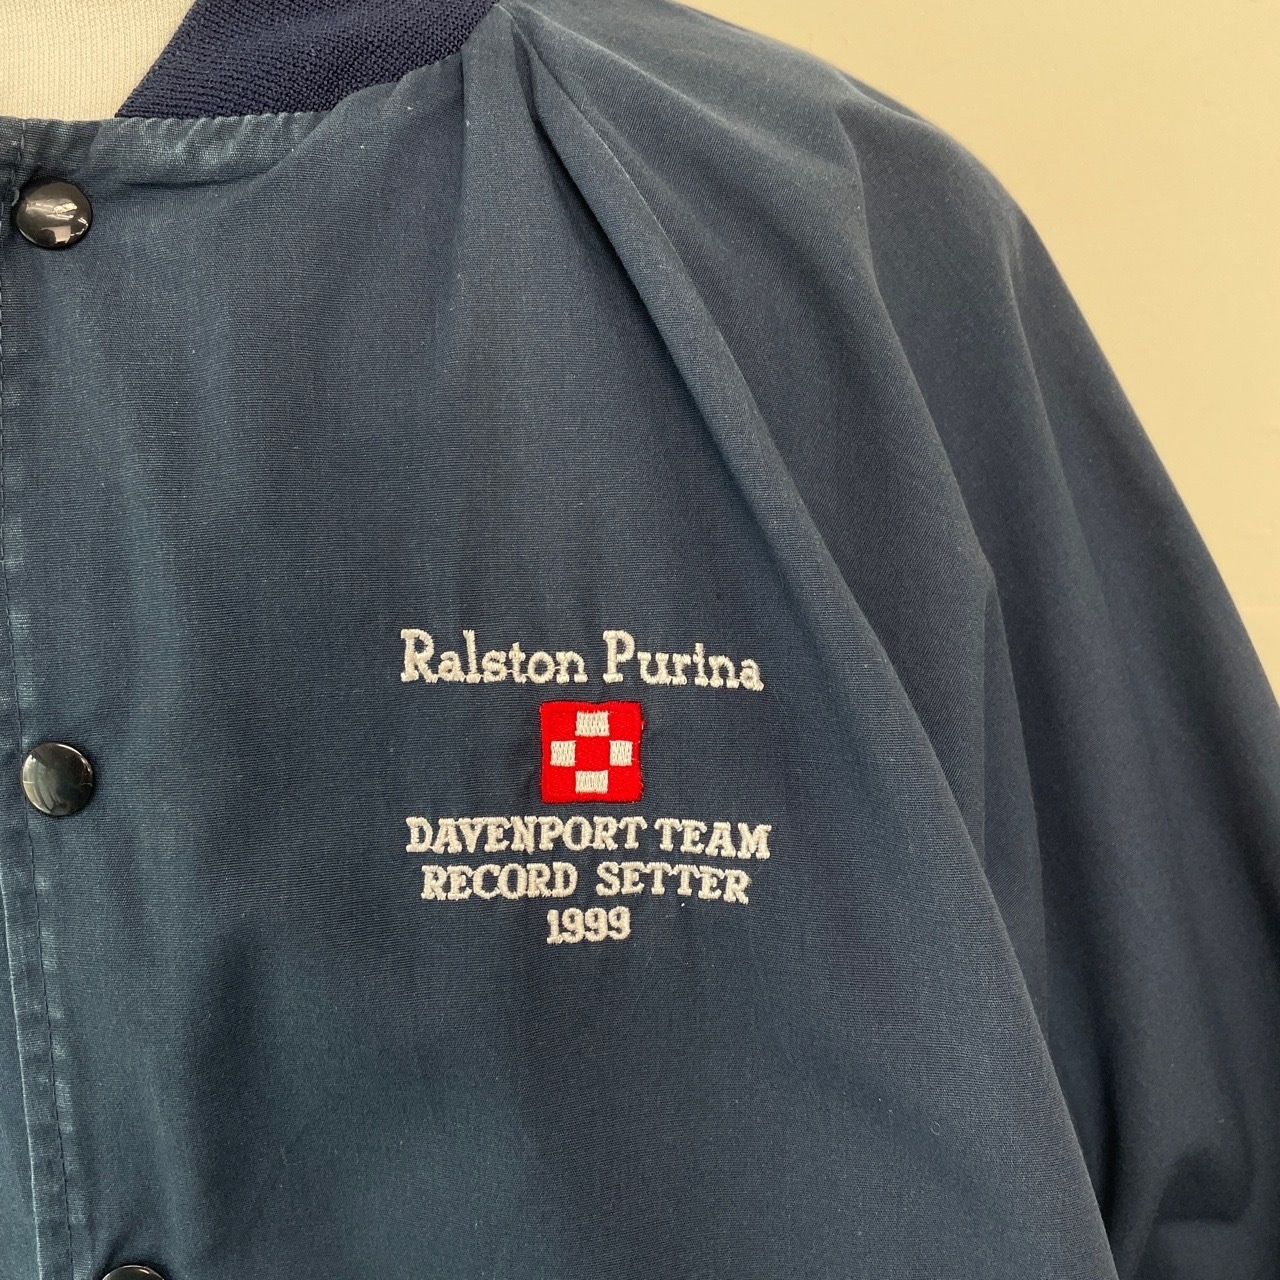 Ralston Purina
DAVENPORT TEAM
RECORD SETTER
1999